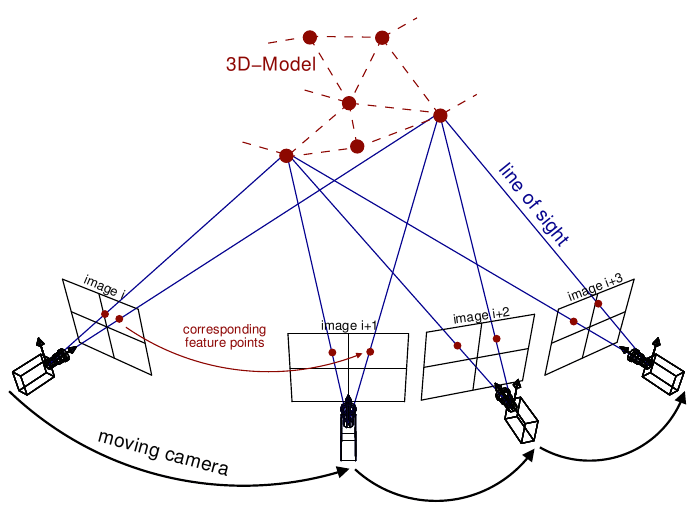 3D–Model
line of sight
image i
image i+1
image i+2
image i+3
corresponding
feature points
moving camera